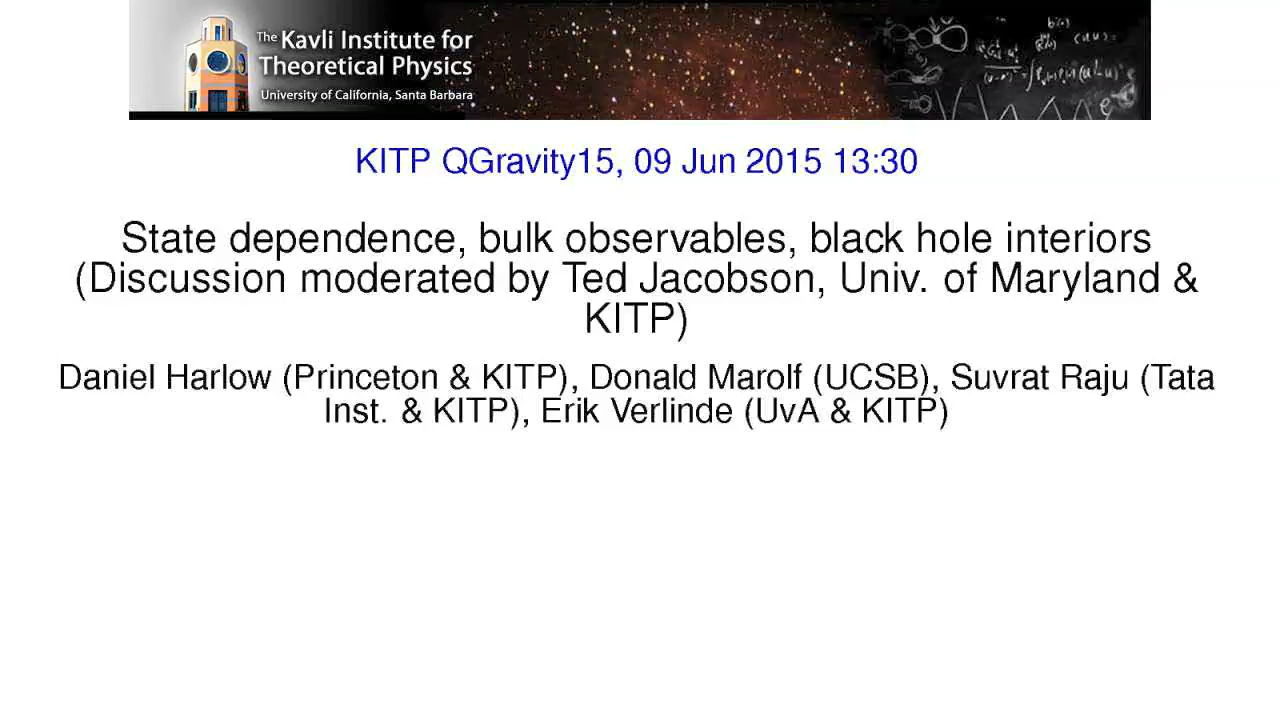 The Kavli Institute for
Theoretical Physics
University of California, Santa Barbara
KITP QGravity15, 09 Jun 2015 13:30
State dependence, bulk observables, black hole interiors
(Discussion moderated by Ted Jacobson, Univ. of Maryland &
KITP)
Daniel Harlow (Princeton & KITP), Donald Marolf (UCSB), Suvrat Raju (Tata
Inst. & KITP), Erik Verlinde (UvA & KITP)